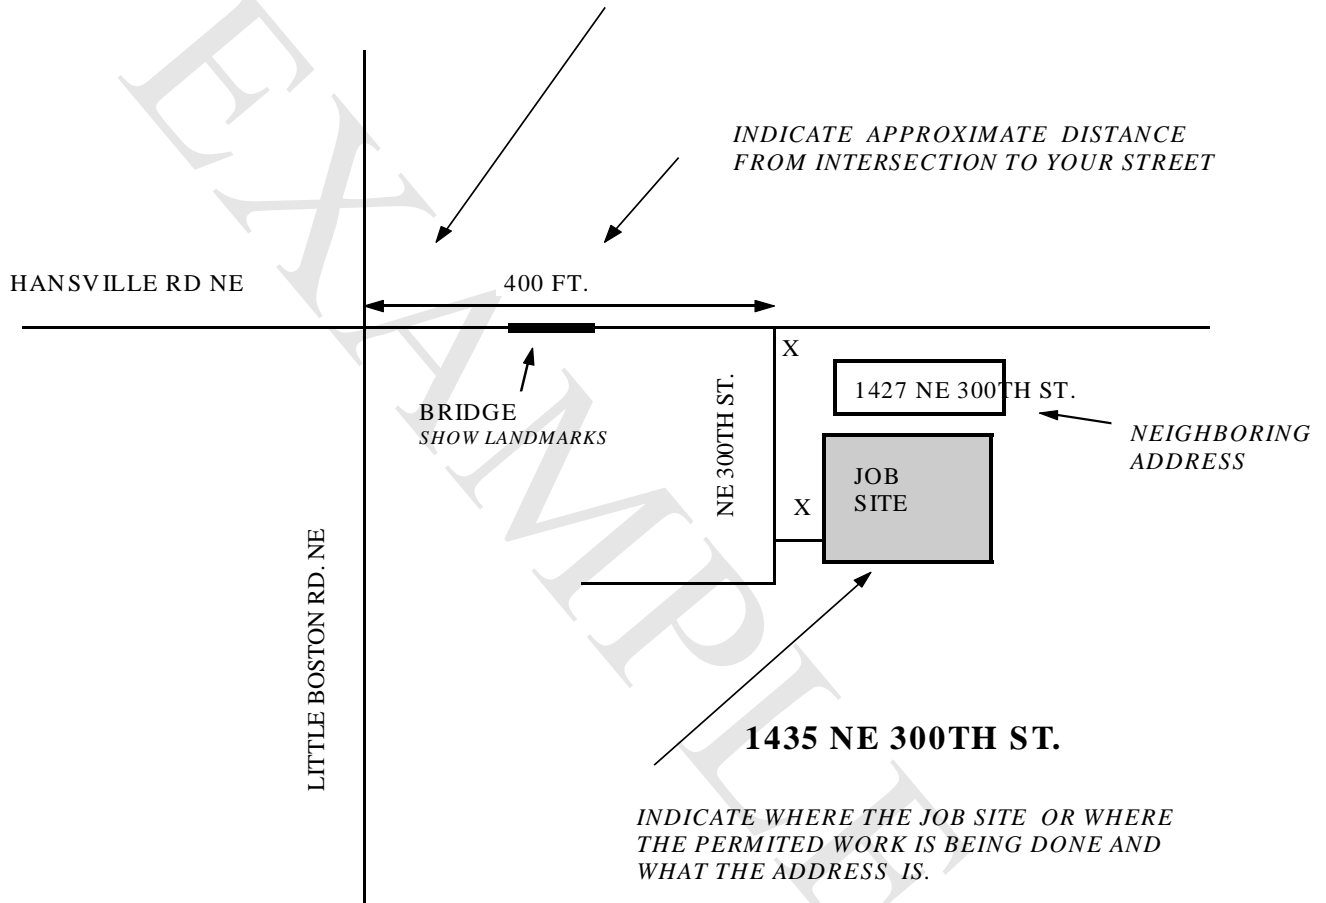 INDICATE APPROXIMATE DISTANCE
FROM INTERSECTION TO YOUR STREET
HANSVILLE RD NE
400 FT.
X
1427 NE 300TH ST.
BRIDGE
SHOW LANDMARKS
NE 300TH ST.
NEIGHBORING
ADDRESS
JOB
SITE
X
LITTLE BOSTON RD. NE
1435 NE 300TH ST.
INDICATE WHERE THE JOB SITE OR WHERE
THE PERMITED WORK IS BEING DONE AND
WHAT THE ADDRESS IS.
EXAMPLE